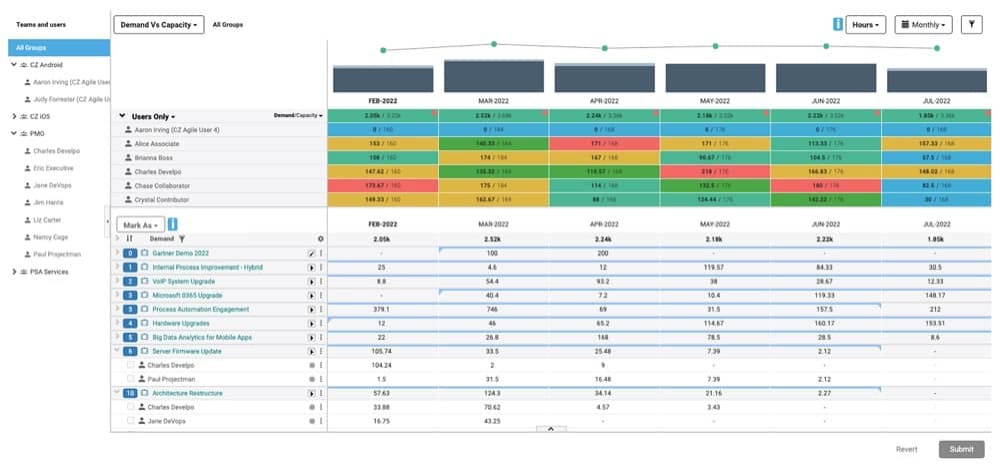 Teams and users
Demand Vs Capacity
All Groups
Hours
Monthly
All Groups
CZ Android
Aaron Irving (CZ Agile User
Judy Forrester (CZ Agile U
CZ iOS
PMO
Charles Develpo
Eric Executive
Jane DeVops
Jim Harris
Liz Carter
Nancy Cage
Paul Projectman
PSA Services
FEB-2022 MAR-2022 APR-2022 MAY-2022 JUN-2022 JUL-2022
Users Only Demand/Capacity 2.05k / 2.52k / 2.24k / 3.36k 2.18k / 2.22k / 1.85k / 3.36k
Aaron Irving (CZ Agile User 4) 0 / 160 0 / 184 0 / 168 0 / 176 0 / 176 0 / 168
Alice Associate 153 / 160 / 184 171 / 168 171 / 176 113.33 / 176 157.33 / 168
Brianna Boss 108 / 160 174 / 184 167 / 168 90.67 / 176 104.5 / 176 57.5 / 168
Charles Develpo 147.62 / 160 / 184 119.57 / 168 218 / 176 166.83 / 176 148.02 / 168
Chase Collaborator 173.67 / 160 175 / 184 114 / 168 132.5 / 176 180 / 176 82.5 / 168
Crystal Contributor 149.33 / 160 162.67 / 184 88 / 168 124.44 / 176 142.22 / 176 30 / 168
Mark As
FEB-2022 MAR-2022 APR-2022 MAY-2022 JUN-2022 JUL-2022
Demand 2.05k 2.52k 2.24k 2.18k 2.22k 1.85k
0 Gartner Demo 2022 - 100 200 - - -
1 Internal Process Improvement - Hybrid 25 4.6 12 119.57 84.33 30.5
2 VoIP System Upgrade 8.8 54.4 93.2 38 28.67 12.33
3 Microsoft 0365 Upgrade - 40.4 7.2 10.4 119.33 148.17
3 Process Automation Engagement 379.1 746 69 31.5 157.5 212
4 Hardware Upgrades 12 46 65.2 114.67 160.17 153.51
5 Big Data Analytics for Mobile Apps 22 26.8 168 78.5 28.5 8.6
6 Server Firmware Update 105.74 33.5 25.48 7.39 2.12 -
Charles Develpo 104.24 2 9 - - -
Paul Projectman 1.5 31.5 16.48 7.39 2.12 -
10 Architecture Restructure 57.63 124.3 34.14 21.16 2.27 -
Charles Develpo 33.88 70.62 4.57 3.43 - -
Jane DeVops 16.75 43.25 - - - -
Revert
Submit